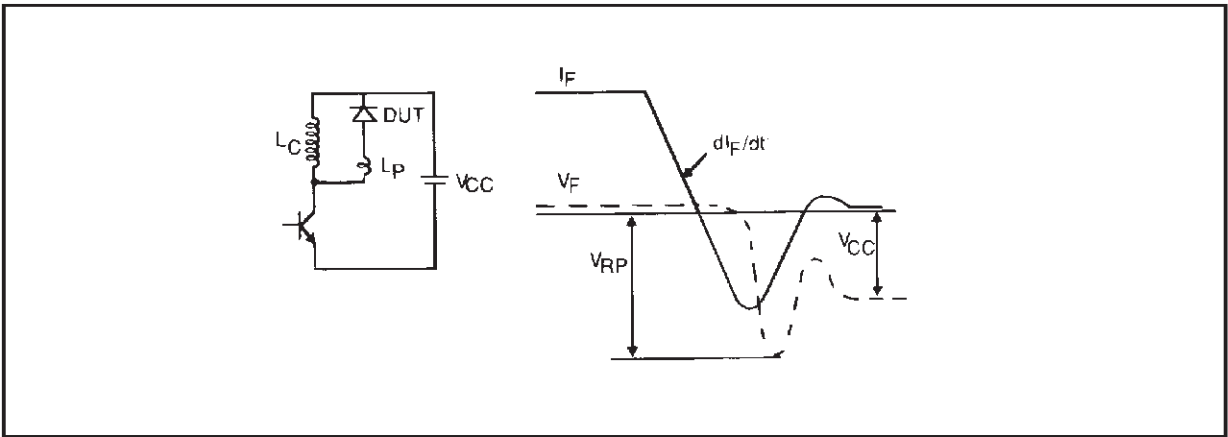 DUT
LC
LP
VCC
IF
dIF/dt
VF
VRP
VCC